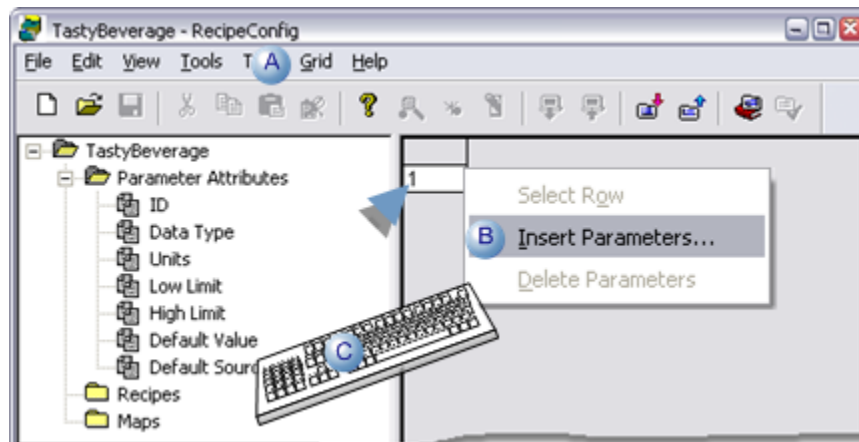 TastyBeverage - RecipeConfig
File Edit View Tools T A Grid Help
TastyBeverage
Parameter Attributes
ID
Data Type
Units
Low Limit
High Limit
Default Value
Default Sourc
Recipes
Maps
1
Select Row
B Insert Parameters...
Delete Parameters
C